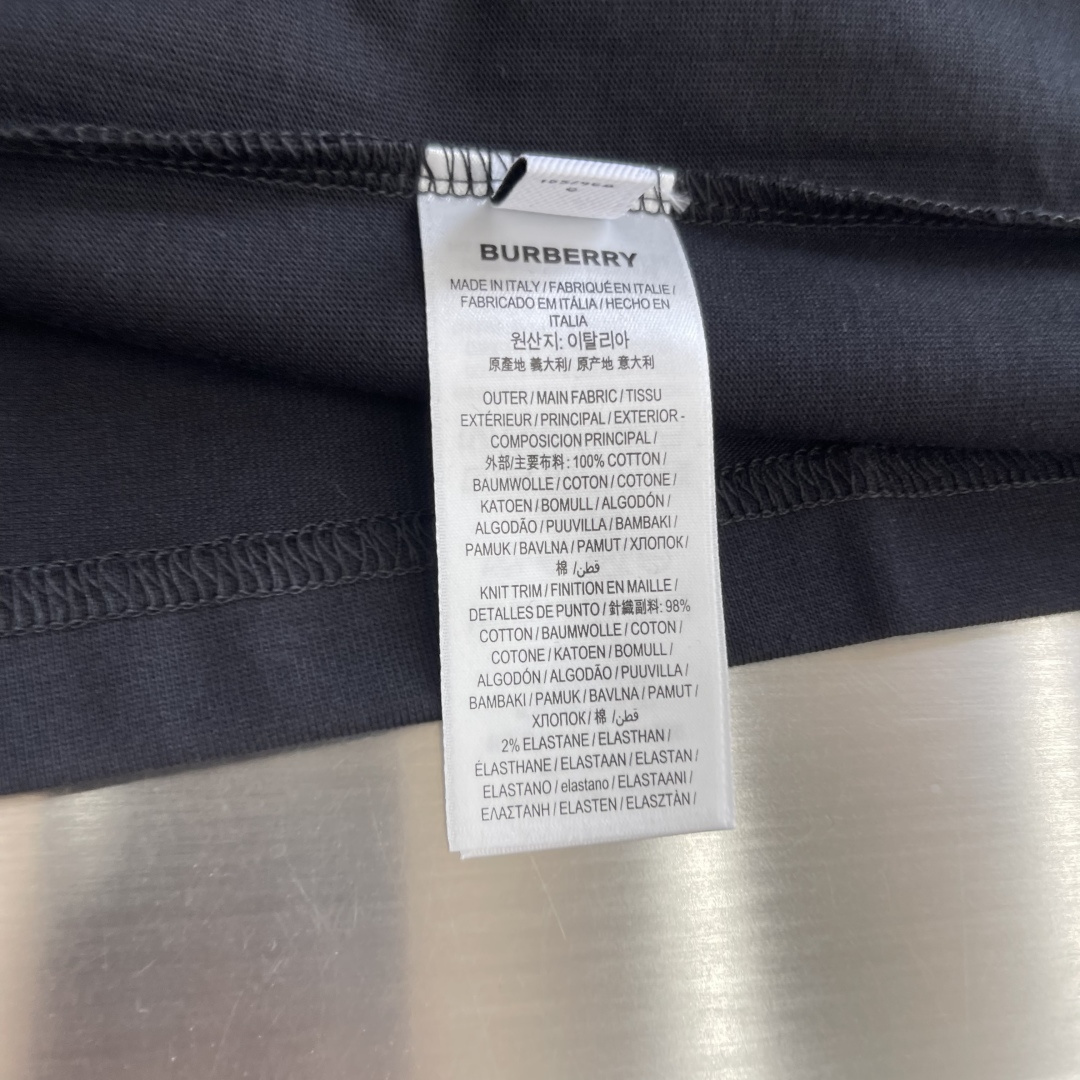 BURBERRY
MADE IN ITALY / FABRIQUÉ EN ITALIE /
FABRICADO EM ITÁLIA / HECHO EN
ITALIA
원산지: 이탈리아
原產地 義大利/ 原产地 意大利
OUTER / MAIN FABRIC / TISSU
EXTÉRIEUR / PRINCIPAL / EXTERIOR -
COMPOSICION PRINCIPAL /
外部/主要布料: 100% COTTON /
BAUMWOLLE / COTON / COTONE /
KATOEN / BOMULL / ALGODÓN /
ALGODÃO / PUUVILLA / BAMBAKI /
PAMUK / BAVLNA / PAMUT / ХЛОПОК /
棉 /قطن
KNIT TRIM / FINITION EN MAILLE /
DETALLES DE PUNTO / 針織副料: 98%
COTTON / BAUMWOLLE / COTON /
COTONE / KATOEN / BOMULL /
ALGODÓN / ALGODÃO / PUUVILLA /
BAMBAKI / PAMUK / BAVLNA / PAMUT /
ХЛОПОК / 棉 /قطن
2% ELASTANE / ELASTHAN /
ÉLASTHANE / ELASTAAN / ELASTAN /
ELASTANO / elastano / ELASTAANI /
ΕΛΑΣΤΑΝΗ / ELASTEN / ELASZTÀN /